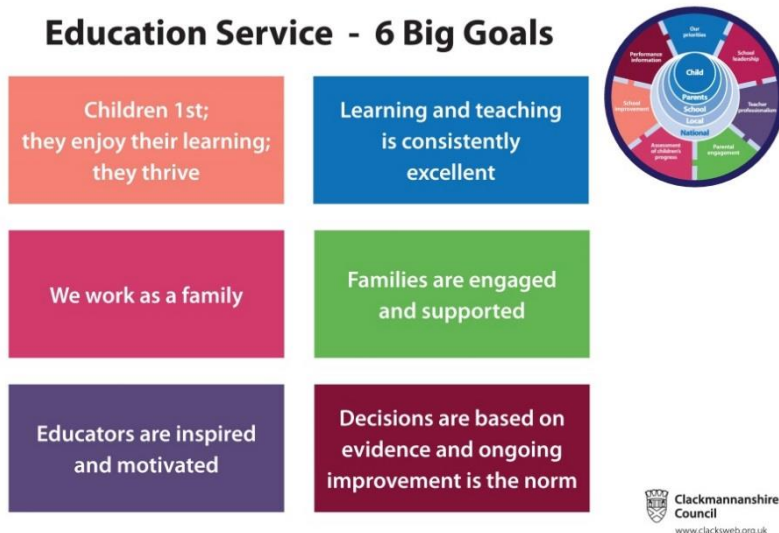 Education Service - 6 Big Goals
Children 1st;
they enjoy their learning;
they thrive
Learning and teaching
is consistently
excellent
We work as a family
Families are engaged
and supported
Educators are inspired
and motivated
Decisions are based on
evidence and ongoing
improvement is the norm
Our
priorities
School
leadership
Teacher
professionalism
Parental
engagement
Assessment
of children's
progress
School
improvement
Performance
information
Child
Parents
School
Local
National
Clackmannanshire
Council
www.clacksweb.org.uk